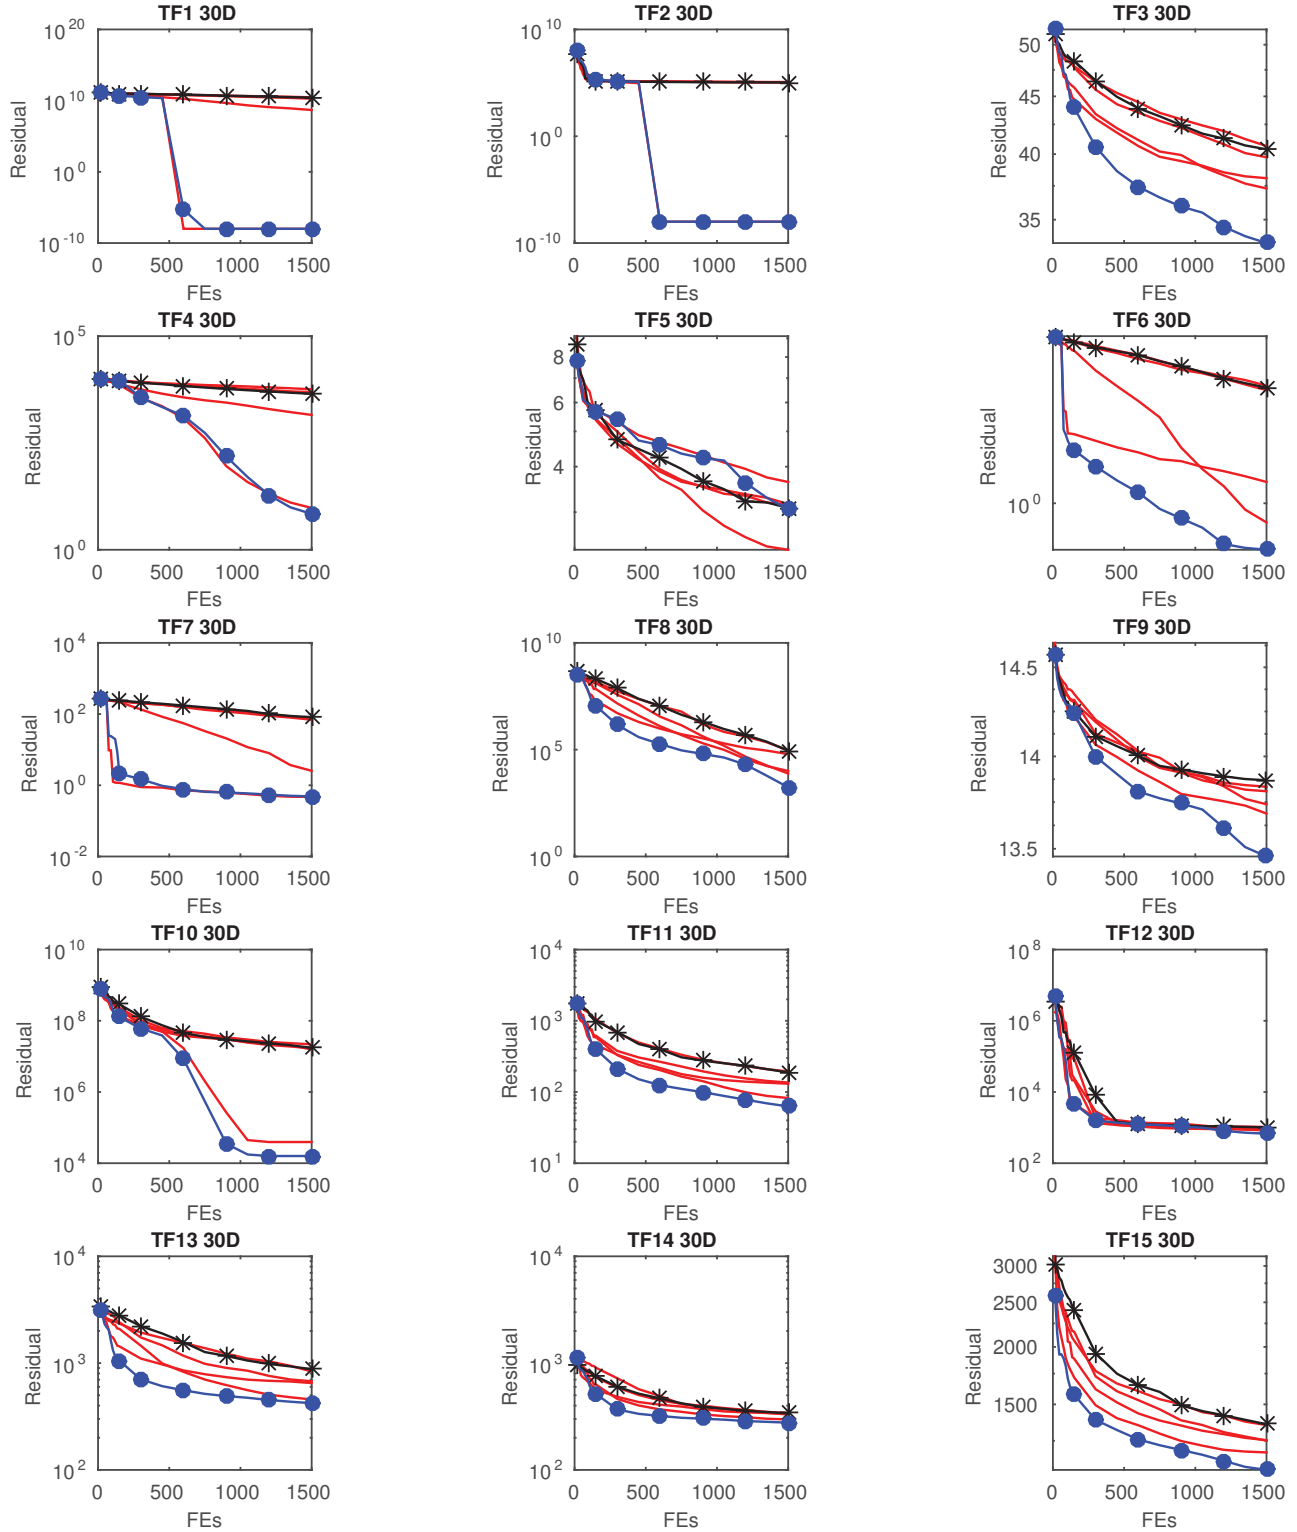 TF1 30D
10^20
10^10
10^0
10^-10
Residual
0 500 1000 1500
FEs
TF2 30D
10^10
10^0
10^-10
Residual
0 500 1000 1500
FEs
TF3 30D
50
45
40
35
Residual
0 500 1000 1500
FEs
TF4 30D
10^5
10^0
Residual
0 500 1000 1500
FEs
TF5 30D
8
6
4
Residual
0 500 1000 1500
FEs
TF6 30D
10^0
Residual
0 500 1000 1500
FEs
TF7 30D
10^4
10^2
10^0
10^-2
Residual
0 500 1000 1500
FEs
TF8 30D
10^10
10^5
10^0
Residual
0 500 1000 1500
FEs
TF9 30D
14.5
14
13.5
Residual
0 500 1000 1500
FEs
TF10 30D
10^10
10^8
10^6
10^4
Residual
0 500 1000 1500
FEs
TF11 30D
10^4
10^3
10^2
10^1
Residual
0 500 1000 1500
FEs
TF12 30D
10^8
10^6
10^4
10^2
Residual
0 500 1000 1500
FEs
TF13 30D
10^4
10^3
10^2
Residual
0 500 1000 1500
FEs
TF14 30D
10^4
10^3
10^2
Residual
0 500 1000 1500
FEs
TF15 30D
3000
2500
2000
1500
Residual
0 500 1000 1500
FEs